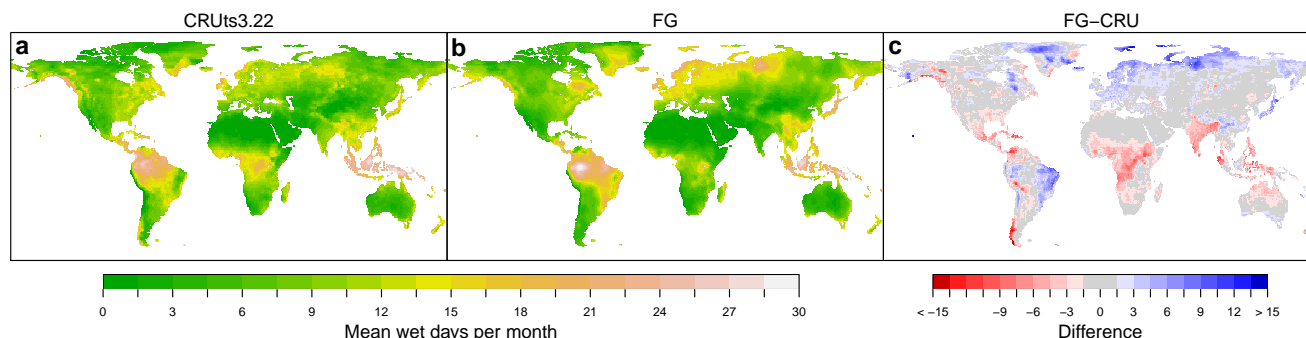 CRUts3.22 FG FG−CRU
a b c
0 3 6 9 12 15 18 21 24 27 30
Mean wet days per month
< −15 −9 −6 −3 0 3 6 9 12 > 15
Difference